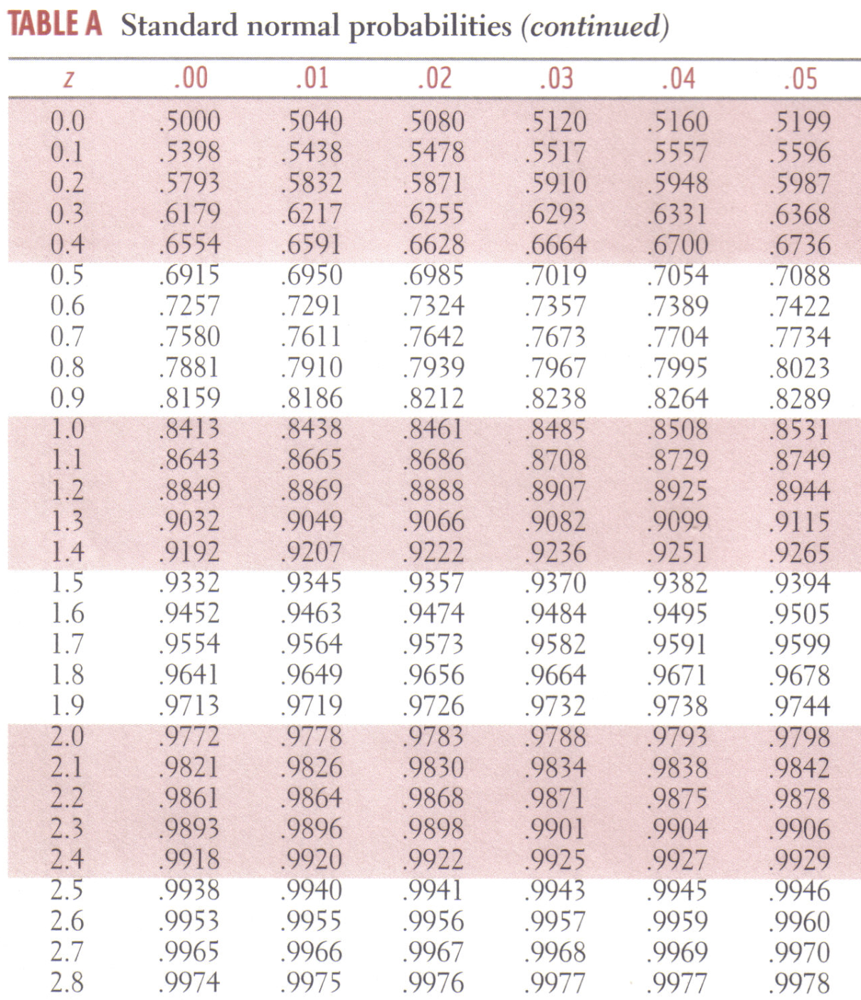 TABLE A Standard normal probabilities (continued)
z .00 .01 .02 .03 .04 .05
0.0 .5000 .5040 .5080 .5120 .5160 .5199
0.1 .5398 .5438 .5478 .5517 .5557 .5596
0.2 .5793 .5832 .5871 .5910 .5948 .5987
0.3 .6179 .6217 .6255 .6293 .6331 .6368
0.4 .6554 .6591 .6628 .6664 .6700 .6736
0.5 .6915 .6950 .6985 .7019 .7054 .7088
0.6 .7257 .7291 .7324 .7357 .7389 .7422
0.7 .7580 .7611 .7642 .7673 .7704 .7734
0.8 .7881 .7910 .7939 .7967 .7995 .8023
0.9 .8159 .8186 .8212 .8238 .8264 .8289
1.0 .8413 .8438 .8461 .8485 .8508 .8531
1.1 .8643 .8665 .8686 .8708 .8729 .8749
1.2 .8849 .8869 .8888 .8907 .8925 .8944
1.3 .9032 .9049 .9066 .9082 .9099 .9115
1.4 .9192 .9207 .9222 .9236 .9251 .9265
1.5 .9332 .9345 .9357 .9370 .9382 .9394
1.6 .9452 .9463 .9474 .9484 .9495 .9505
1.7 .9554 .9564 .9573 .9582 .9591 .9599
1.8 .9641 .9649 .9656 .9664 .9671 .9678
1.9 .9713 .9719 .9726 .9732 .9738 .9744
2.0 .9772 .9778 .9783 .9788 .9793 .9798
2.1 .9821 .9826 .9830 .9834 .9838 .9842
2.2 .9861 .9864 .9868 .9871 .9875 .9878
2.3 .9893 .9896 .9898 .9901 .9904 .9906
2.4 .9918 .9920 .9922 .9925 .9927 .9929
2.5 .9938 .9940 .9941 .9943 .9945 .9946
2.6 .9953 .9955 .9956 .9957 .9959 .9960
2.7 .9965 .9966 .9967 .9968 .9969 .9970
2.8 .9974 .9975 .9976 .9977 .9977 .9978